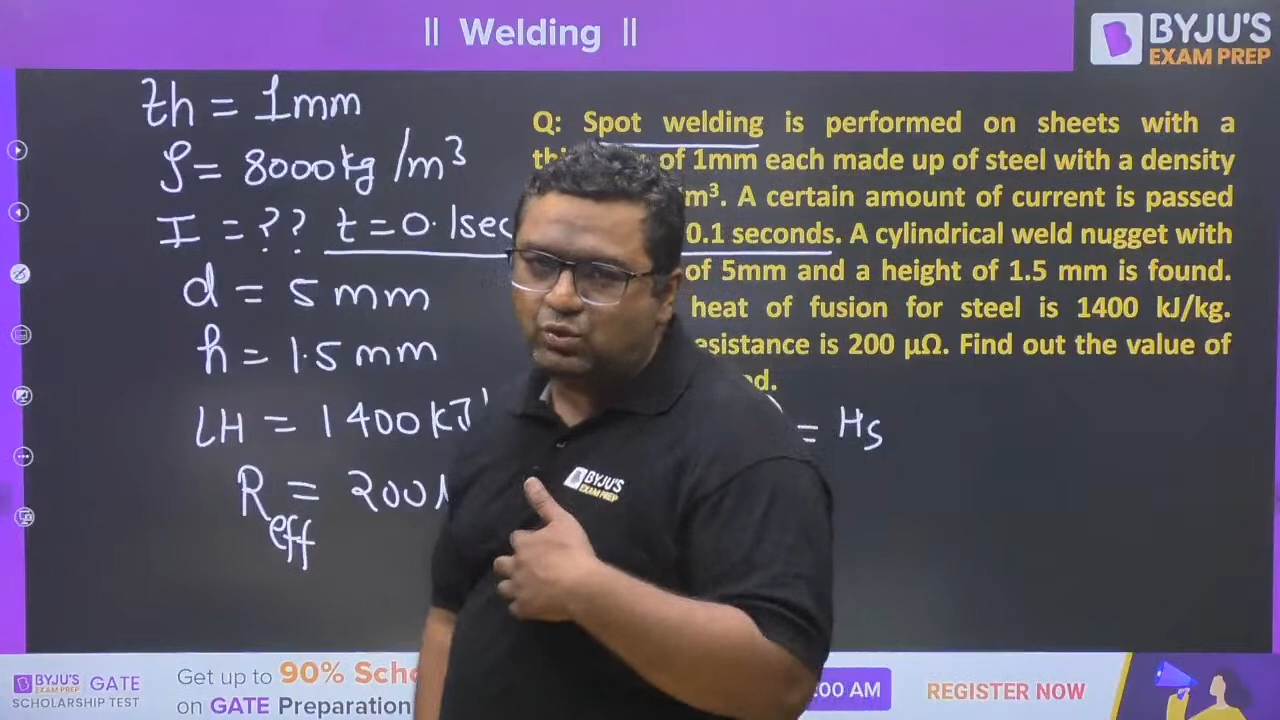 || Welding ||
BYJU'S
EXAM PREP
th = 1mm
ρ = 8000kg/m³
I = ?? t = 0.1sec
d = 5mm
h = 1.5mm
LH = 1400kJ
R = 200
eff
Q: Spot welding is performed on sheets with a
of 1mm each made up of steel with a density
m³. A certain amount of current is passed
0.1 seconds. A cylindrical weld nugget with
of 5mm and a height of 1.5 mm is found.
heat of fusion for steel is 1400 kJ/kg.
is 200 μΩ. Find out the value of
= Hs
BYJU'S
EXAM PREP
BYJU'S
EXAM PREP
GATE
SCHOLARSHIP TEST
Get up to 90%
on GATE Preparation
:00 AM
REGISTER NOW